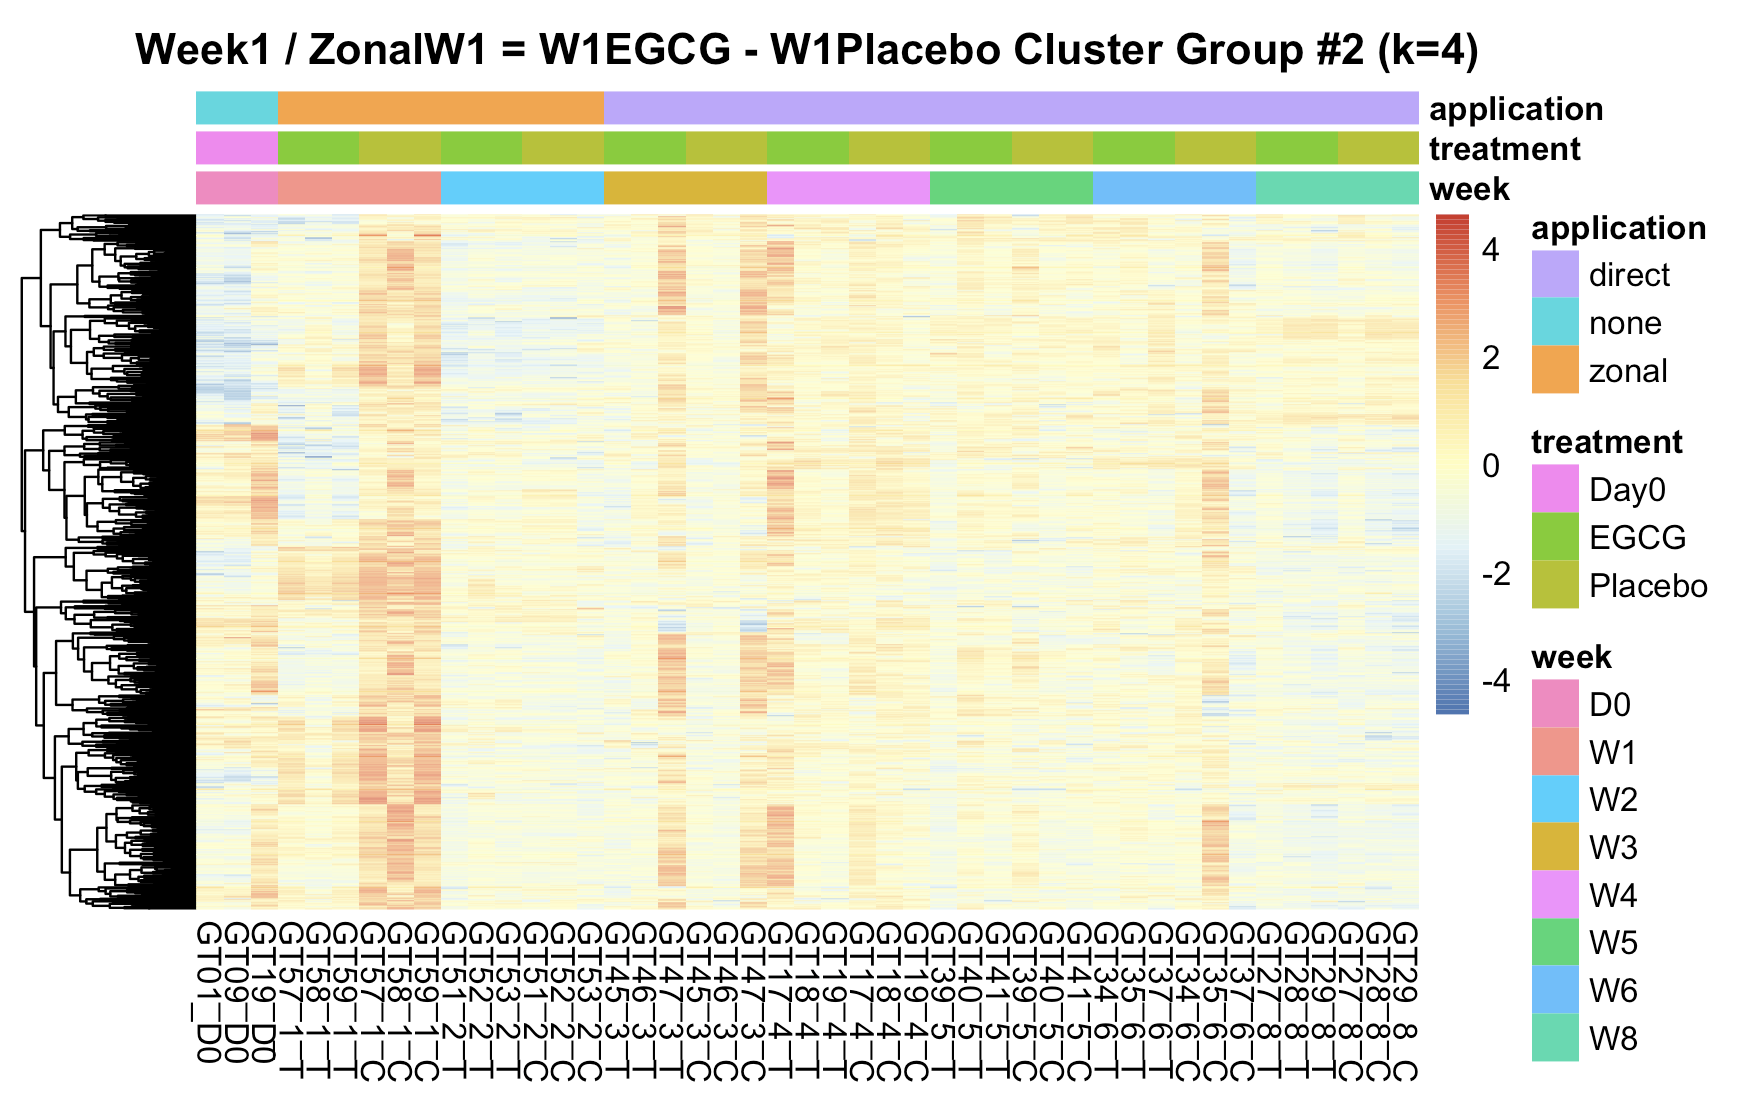 Week1 / ZonalW1 = W1EGCG - W1Placebo Cluster Group #2 (k=4)
application
treatment
week
4
2
0
-2
-4
application
direct
none
zonal
treatment
Day0
EGCG
Placebo
week
D0
W1
W2
W3
W4
W5
W6
W8
GT01_D0
GT09_D0
GT19_D0
GT57_1_T
GT58_1_T
GT59_1_T
GT57_1_C
GT58_1_C
GT59_1_C
GT51_2_T
GT52_2_T
GT53_2_T
GT51_2_C
GT52_2_C
GT53_2_C
GT45_3_T
GT46_3_T
GT47_3_T
GT45_3_C
GT46_3_C
GT47_3_C
GT17_4_T
GT18_4_T
GT19_4_T
GT17_4_C
GT18_4_C
GT19_4_C
GT39_5_T
GT40_5_T
GT41_5_T
GT39_5_C
GT40_5_C
GT41_5_C
GT34_6_T
GT35_6_T
GT37_6_T
GT34_6_C
GT35_6_C
GT37_6_C
GT27_8_T
GT28_8_T
GT29_8_T
GT27_8_C
GT28_8_C
GT29_8_C